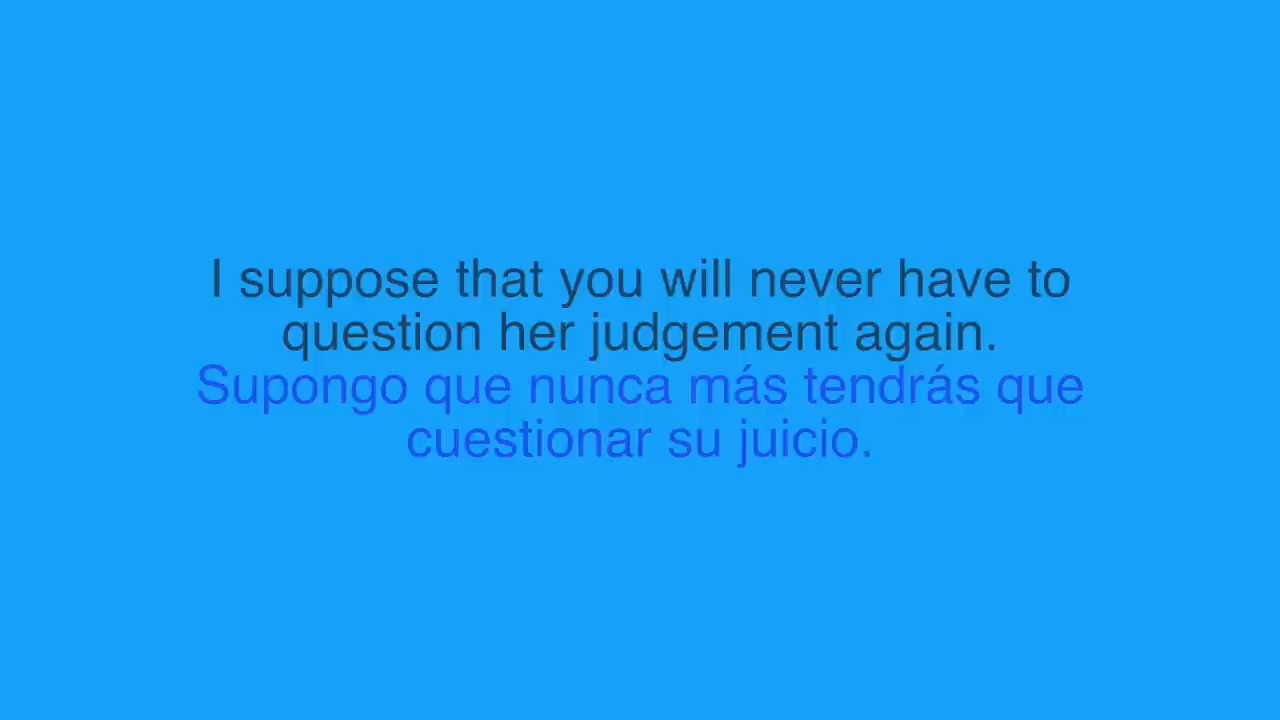 I suppose that you will never have to
question her judgement again.
Supongo que nunca más tendrás que
cuestionar su juicio.